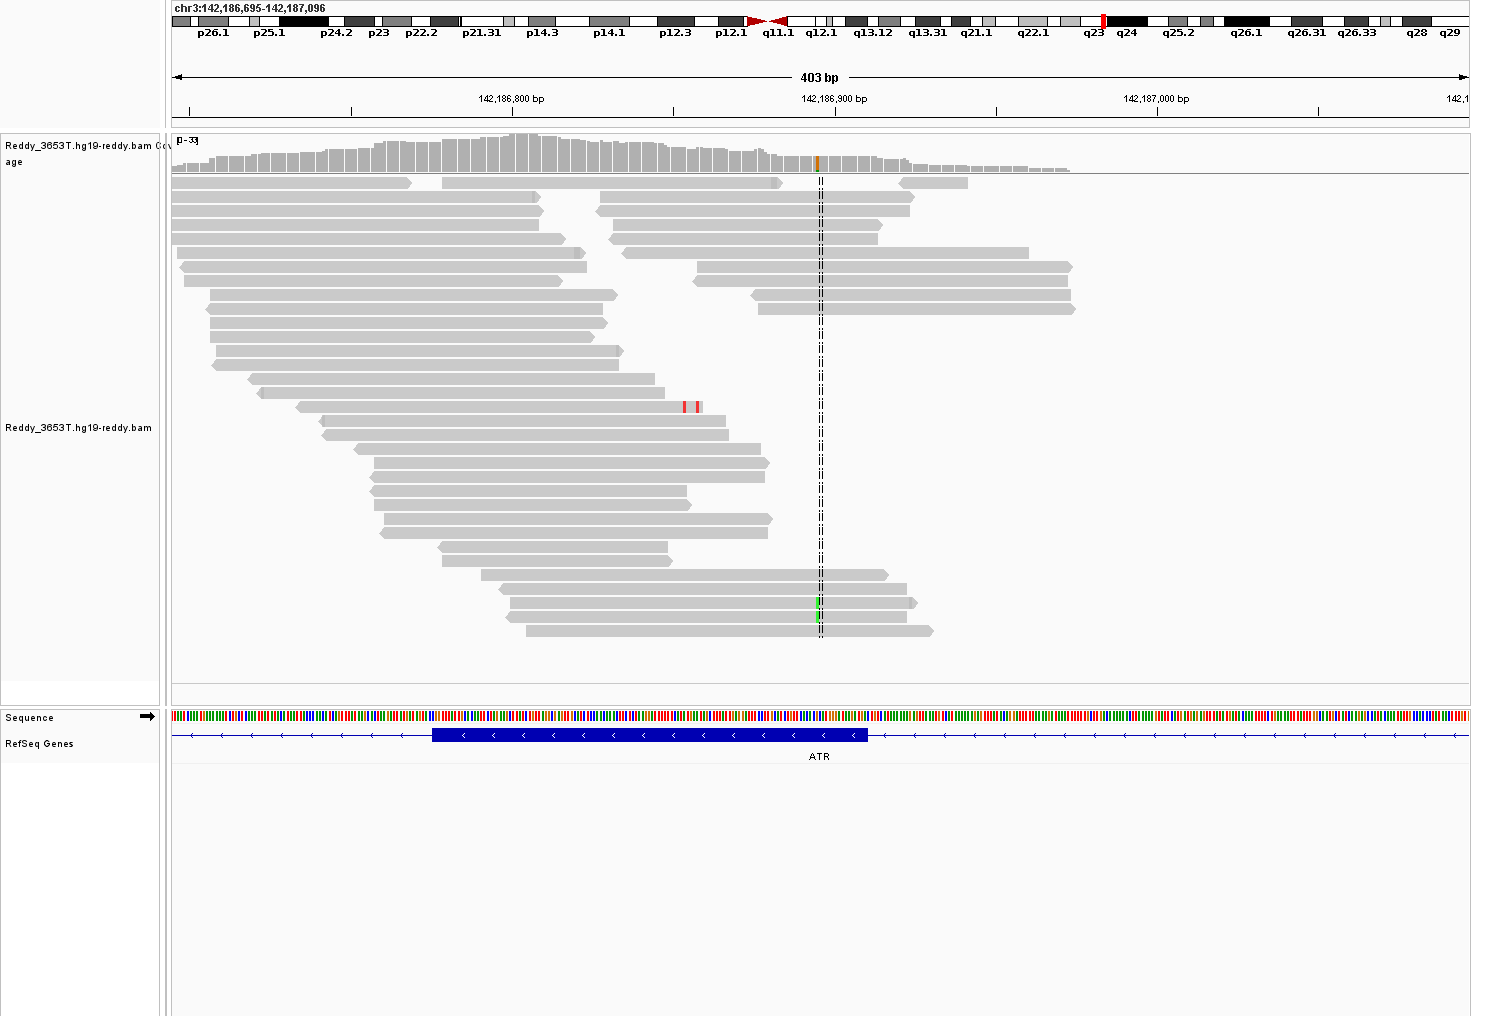 chr3:142,186,695-142,187,096
p26.1 p25.1 p24.2 p23 p22.2 p21.31 p14.3 p14.1 p12.3 p12.1 q11.1 q12.1 q13.12 q13.31 q21.1 q22.1 q23 q24 q25.2 q26.1 q26.31 q26.33 q28 q29
403 bp
142,186,800 bp 142,186,900 bp 142,187,000 bp 142,1
Reddy_3653T.hg19-reddy.bam Cov
age
[0 - 33]
Reddy_3653T.hg19-reddy.bam
Sequence
RefSeq Genes
ATR